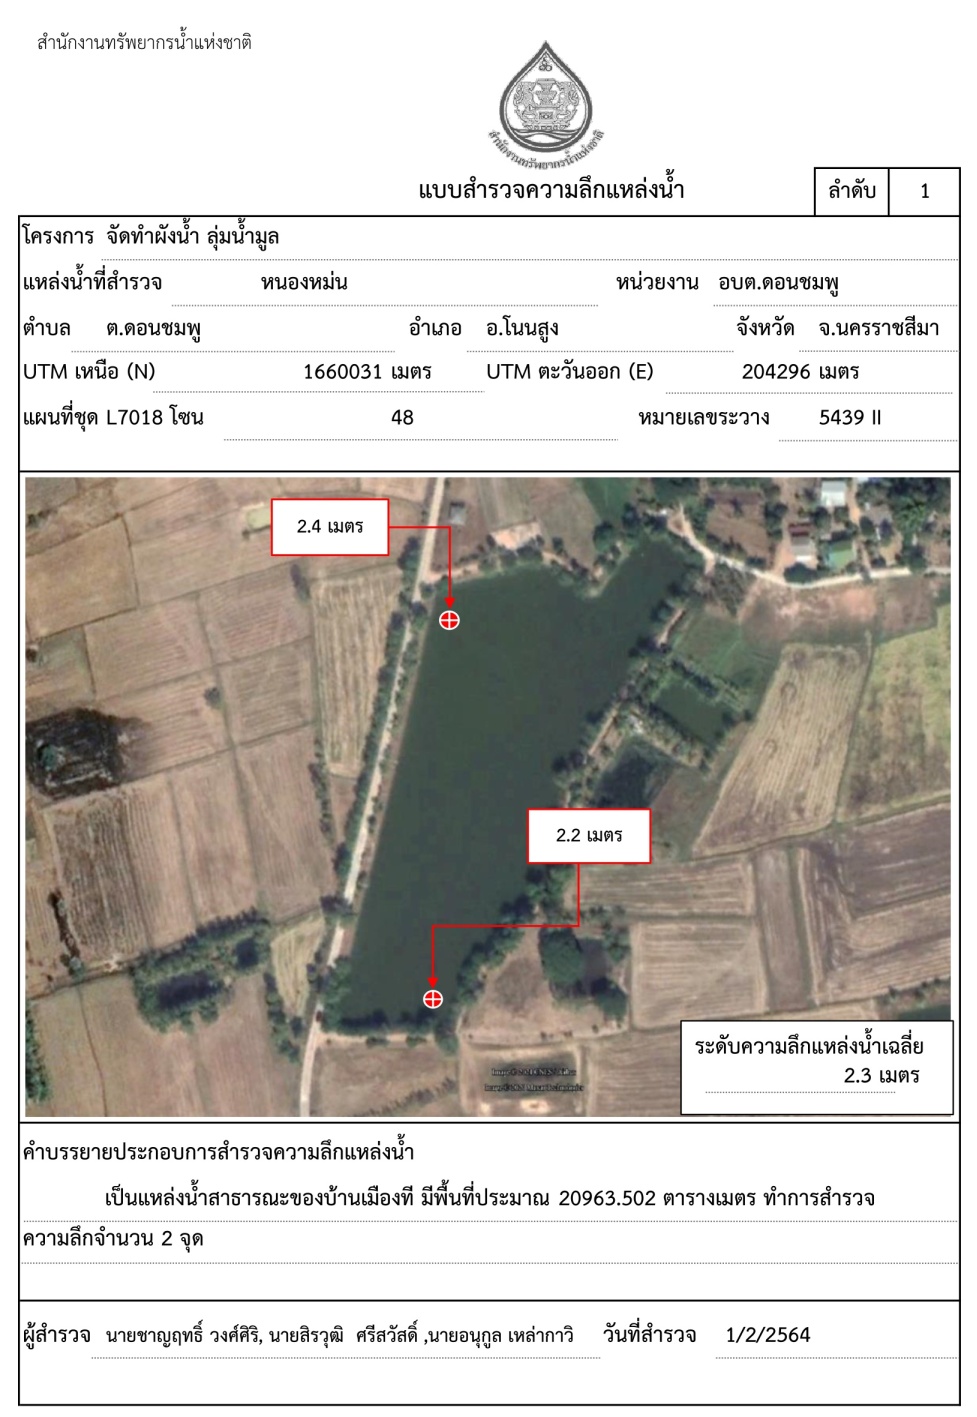 สำนักงานทรัพยากรน้ำแห่งชาติ
สำนักงานทรัพยากรน้ำแห่งชาติ
แบบสำรวจความลึกแหล่งน้ำ
ลำดับ 1
โครงการ จัดทำผังน้ำ ลุ่มน้ำมูล
แหล่งน้ำที่สำรวจ หนองหม่น หน่วยงาน อบต.ดอนชมพู
ตำบล ต.ดอนชมพู อำเภอ อ.โนนสูง จังหวัด จ.นครราชสีมา
UTM เหนือ (N) 1660031 เมตร UTM ตะวันออก (E) 204296 เมตร
แผนที่ชุด L7018 โซน 48 หมายเลขระวาง 5439 II
2.4 เมตร
2.2 เมตร
ระดับความลึกแหล่งน้ำเฉลี่ย
2.3 เมตร
คำบรรยายประกอบการสำรวจความลึกแหล่งน้ำ
เป็นแหล่งน้ำสาธารณะของบ้านเมืองที มีพื้นที่ประมาณ 20963.502 ตารางเมตร ทำการสำรวจ
ความลึกจำนวน 2 จุด
ผู้สำรวจ นายชาญฤทธิ์ วงศ์ศิริ, นายสิรวุฒิ ศรีสวัสดิ์ ,นายอนุกูล เหล่ากาวิ วันที่สำรวจ 1/2/2564